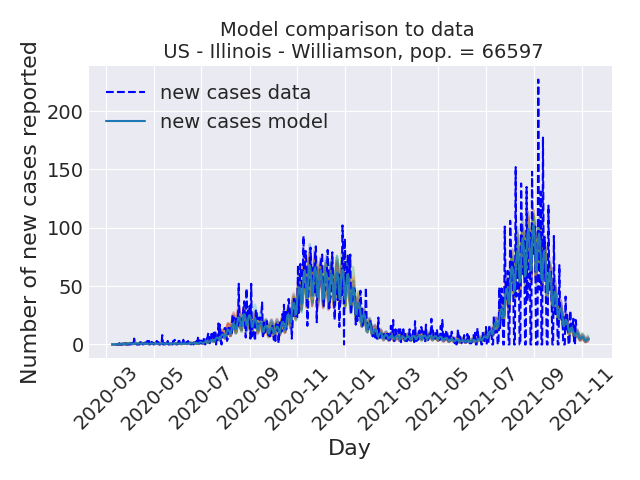 Model comparison to data
US - Illinois - Williamson, pop. = 66597
Number of new cases reported
new cases data
new cases model
200
150
100
50
0
2020-03
2020-05
2020-07
2020-09
2020-11
2021-01
2021-03
2021-05
2021-07
2021-09
2021-11
Day